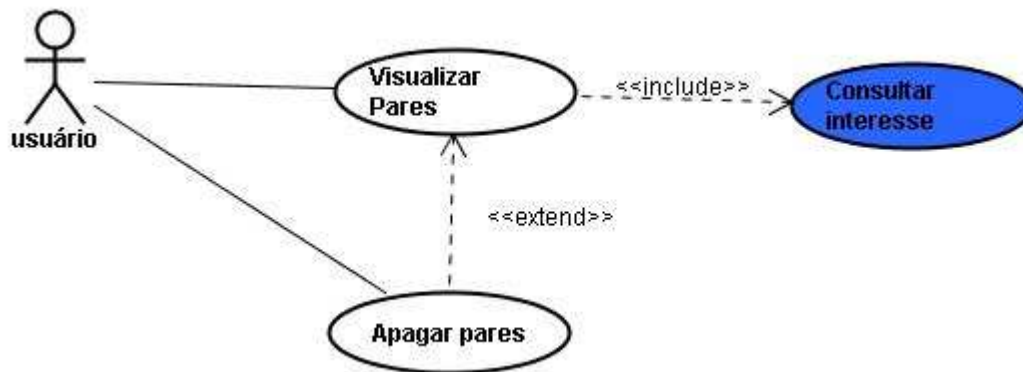 Visualizar
Pares
<<include>>
Consultar
interesse
usuário
<<extend>>
Apagar pares